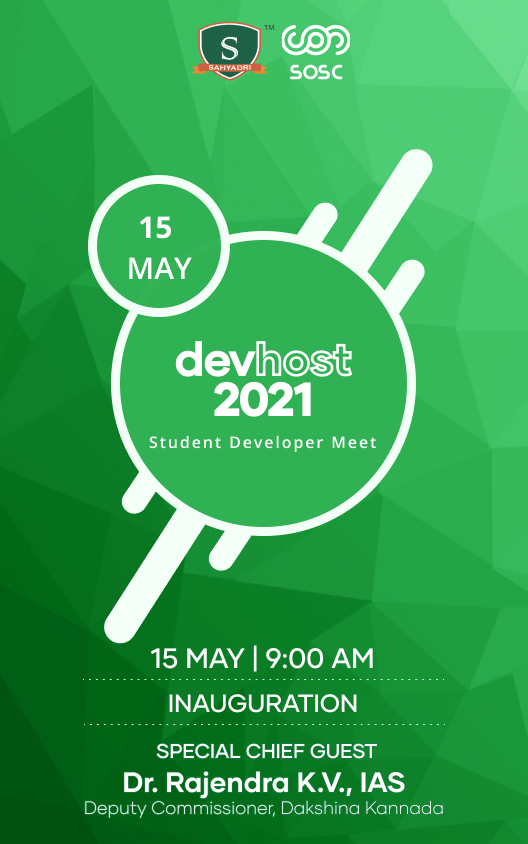 S
SAHYADRI
TM
SOSC
15
MAY
devhost
2021
Student Developer Meet
15 MAY | 9:00 AM
INAUGURATION
SPECIAL CHIEF GUEST
Dr. Rajendra K.V., IAS
Deputy Commissioner, Dakshina Kannada